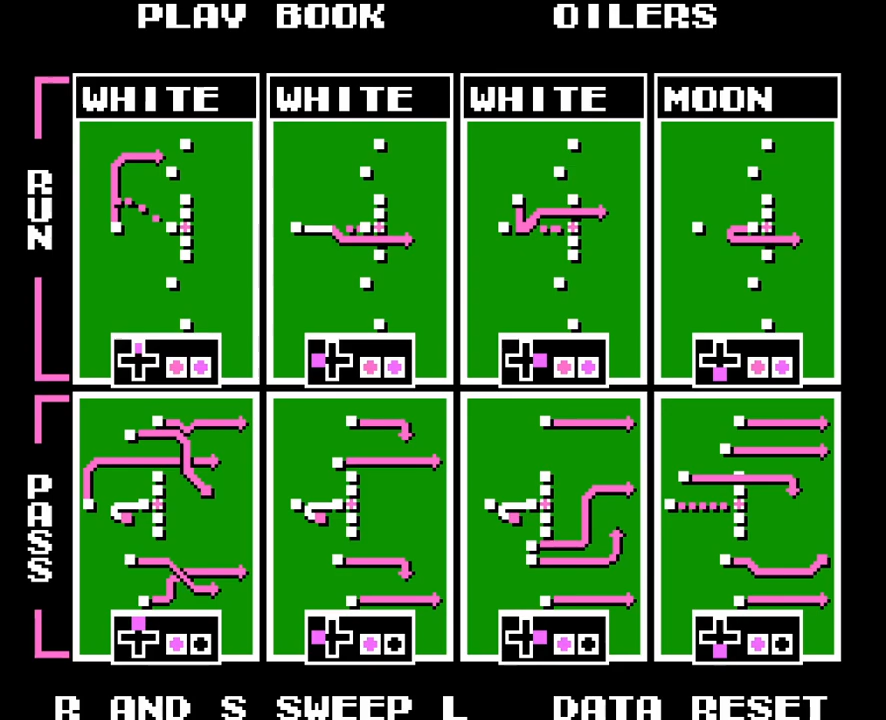 PLAY BOOK OILERS
WHITE WHITE WHITE MOON
RUN
PASS
R AND S SWEEP L DATA RESET